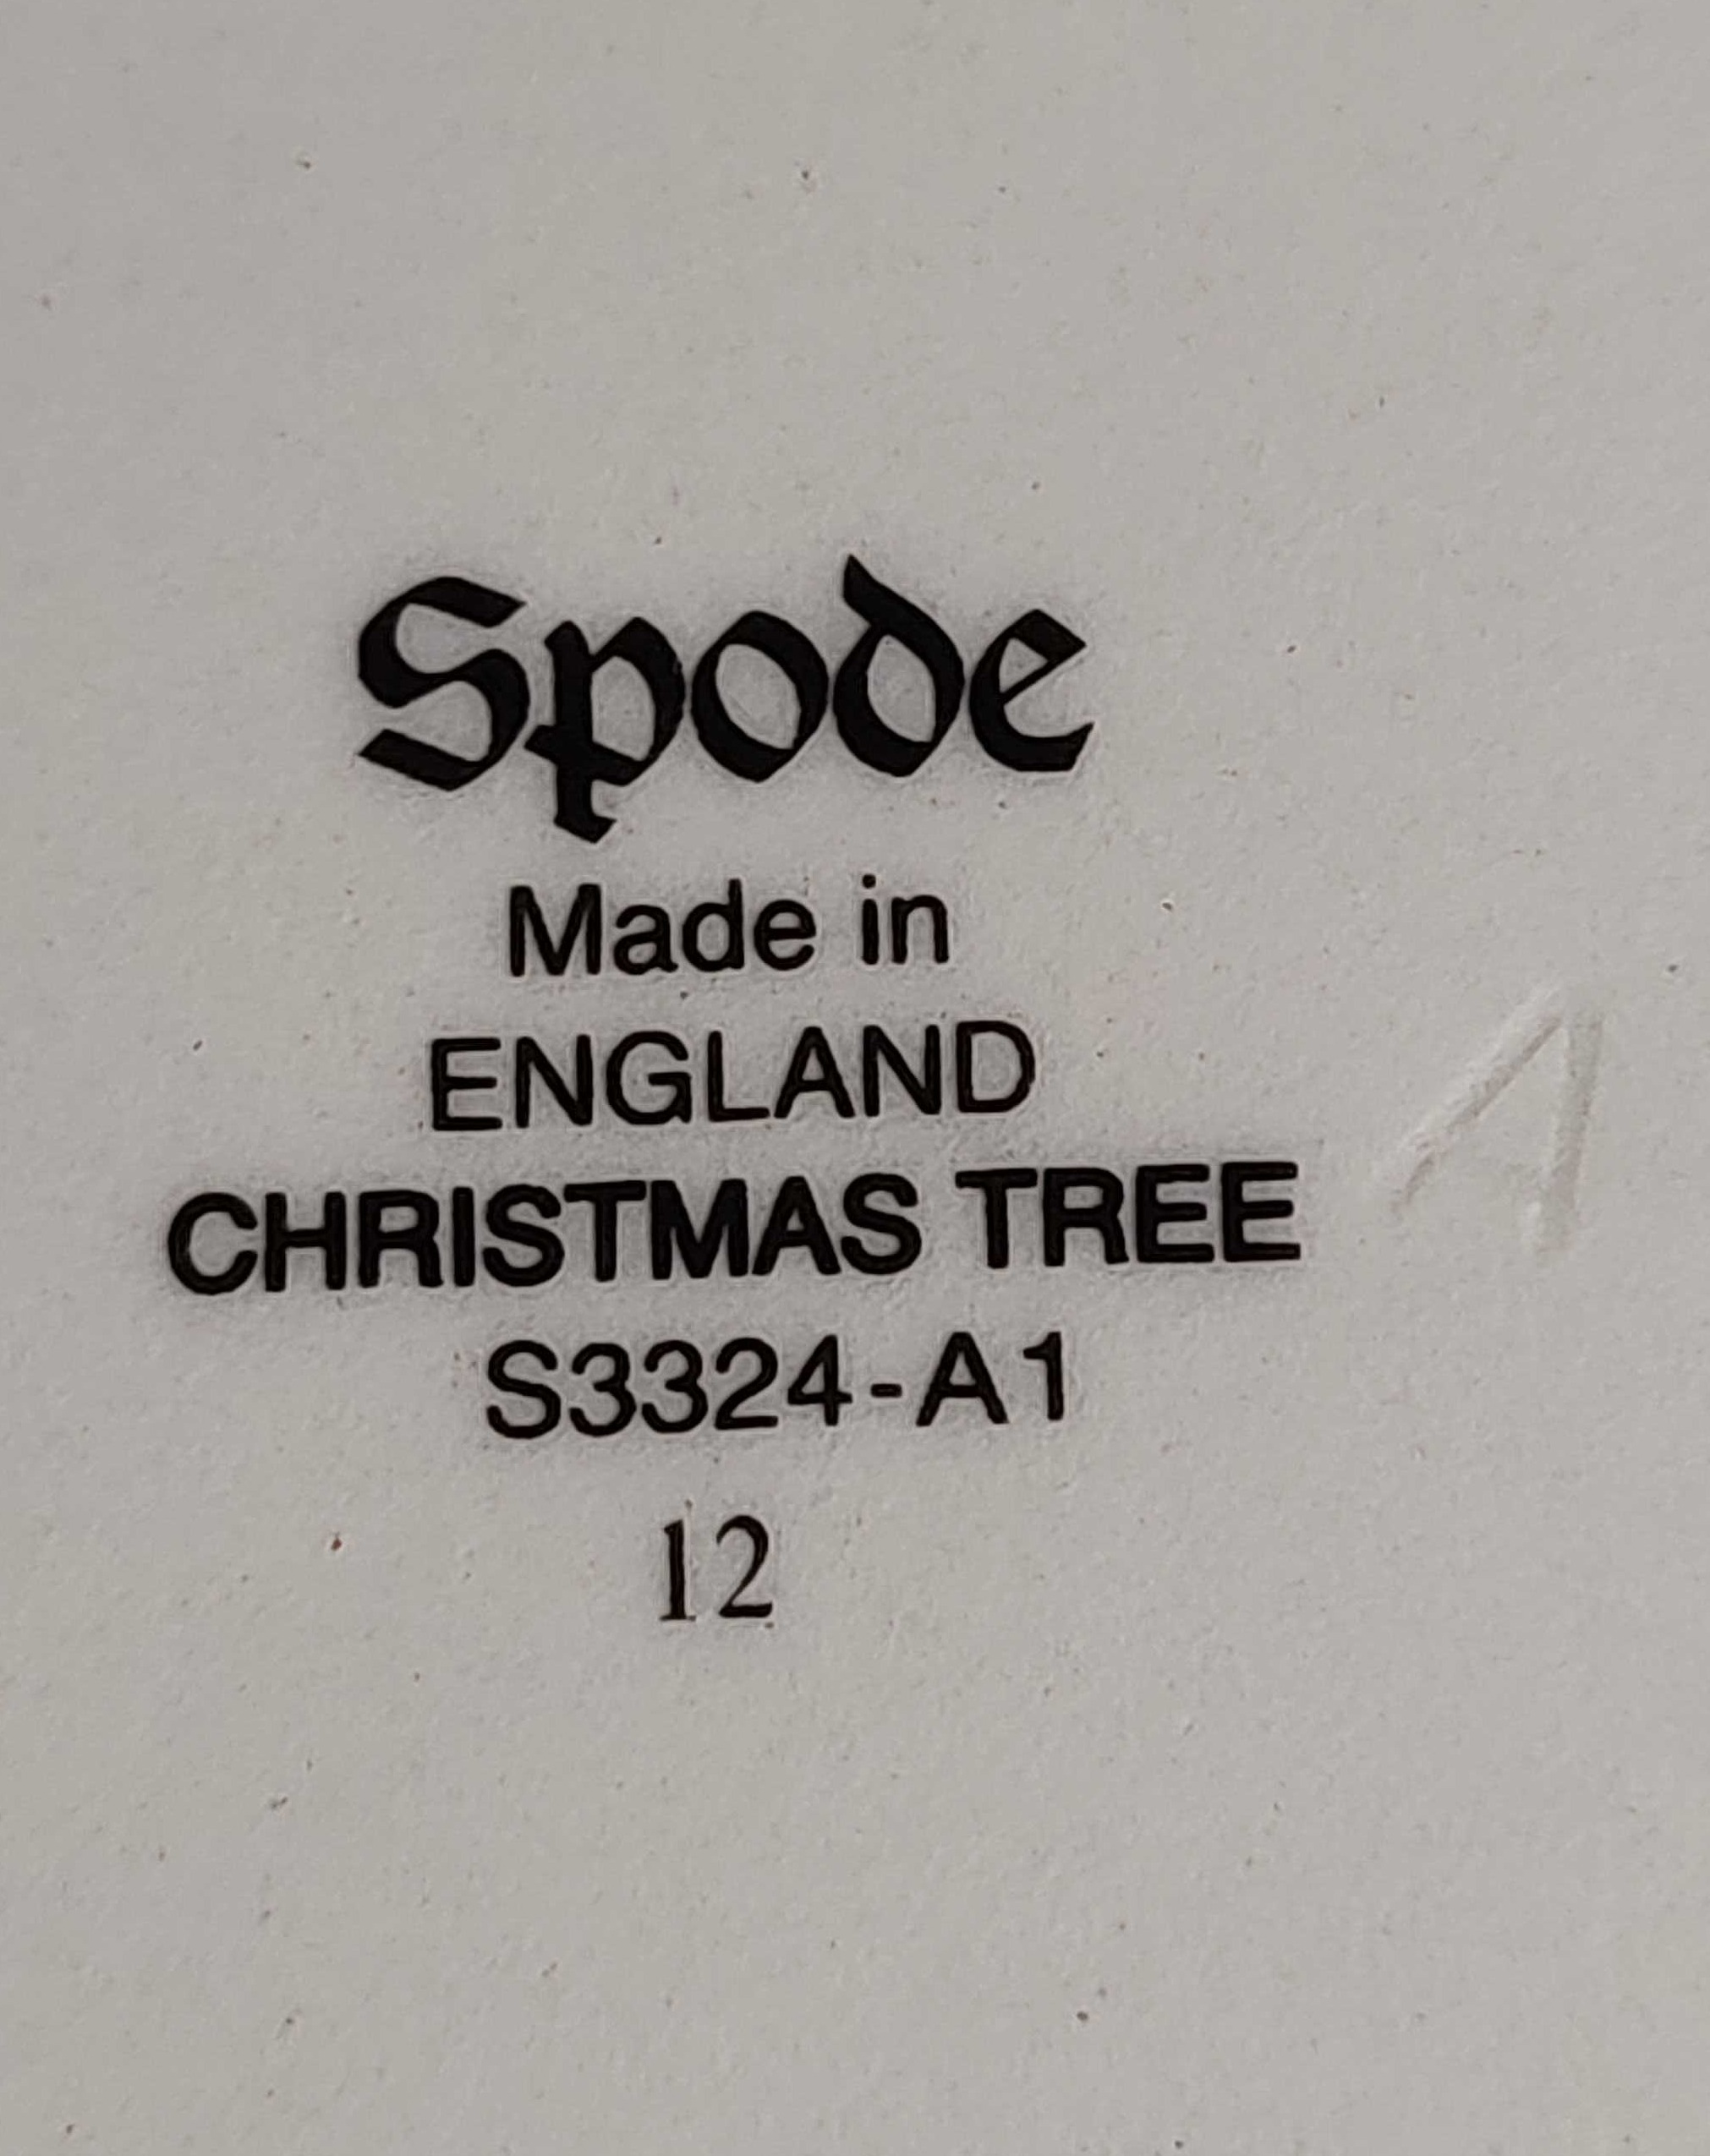 Spode
Made in
ENGLAND
CHRISTMAS TREE
S3324-A1
12